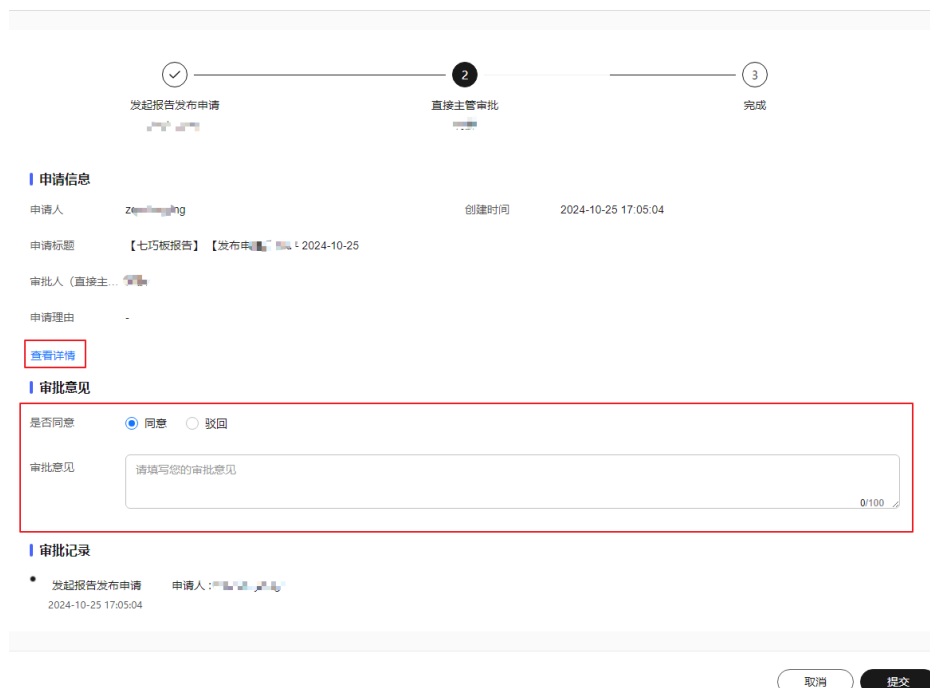 2
3
发起报告发布申请
直接主管审批
完成
申请信息
申请人
创建时间 2024-10-25 17:05:04
申请标题 【七巧板报告】【发布申 2024-10-25
审批人（直接主...
申请理由 -
查看详情
审批意见
是否同意 同意 驳回
审批意见 请填写您的审批意见
0/100
审批记录
发起报告发布申请 申请人：
2024-10-25 17:05:04
取消 提交